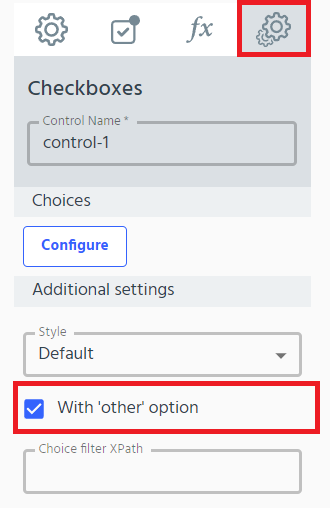 fx
Checkboxes
Control Name *
control-1
Choices
Configure
Additional settings
Style
Default
With 'other' option
Choice filter XPath